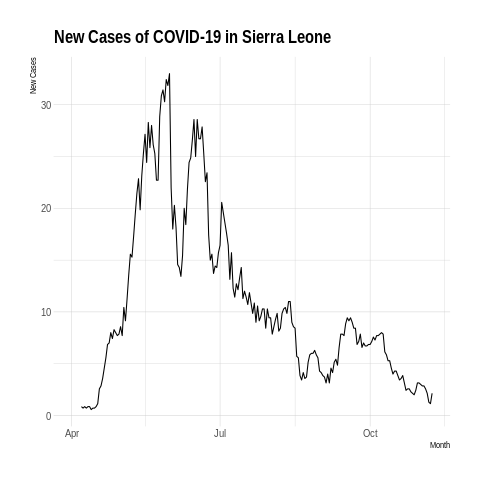 New Cases of COVID-19 in Sierra Leone
New Cases
30
20
10
0
Apr
Jul
Oct
Month